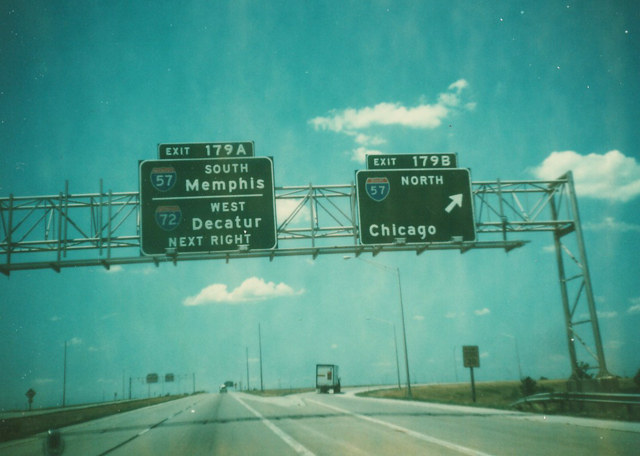 EXIT 179A
57 SOUTH
Memphis
72 WEST
Decatur
NEXT RIGHT
EXIT 179B
57 NORTH
Chicago